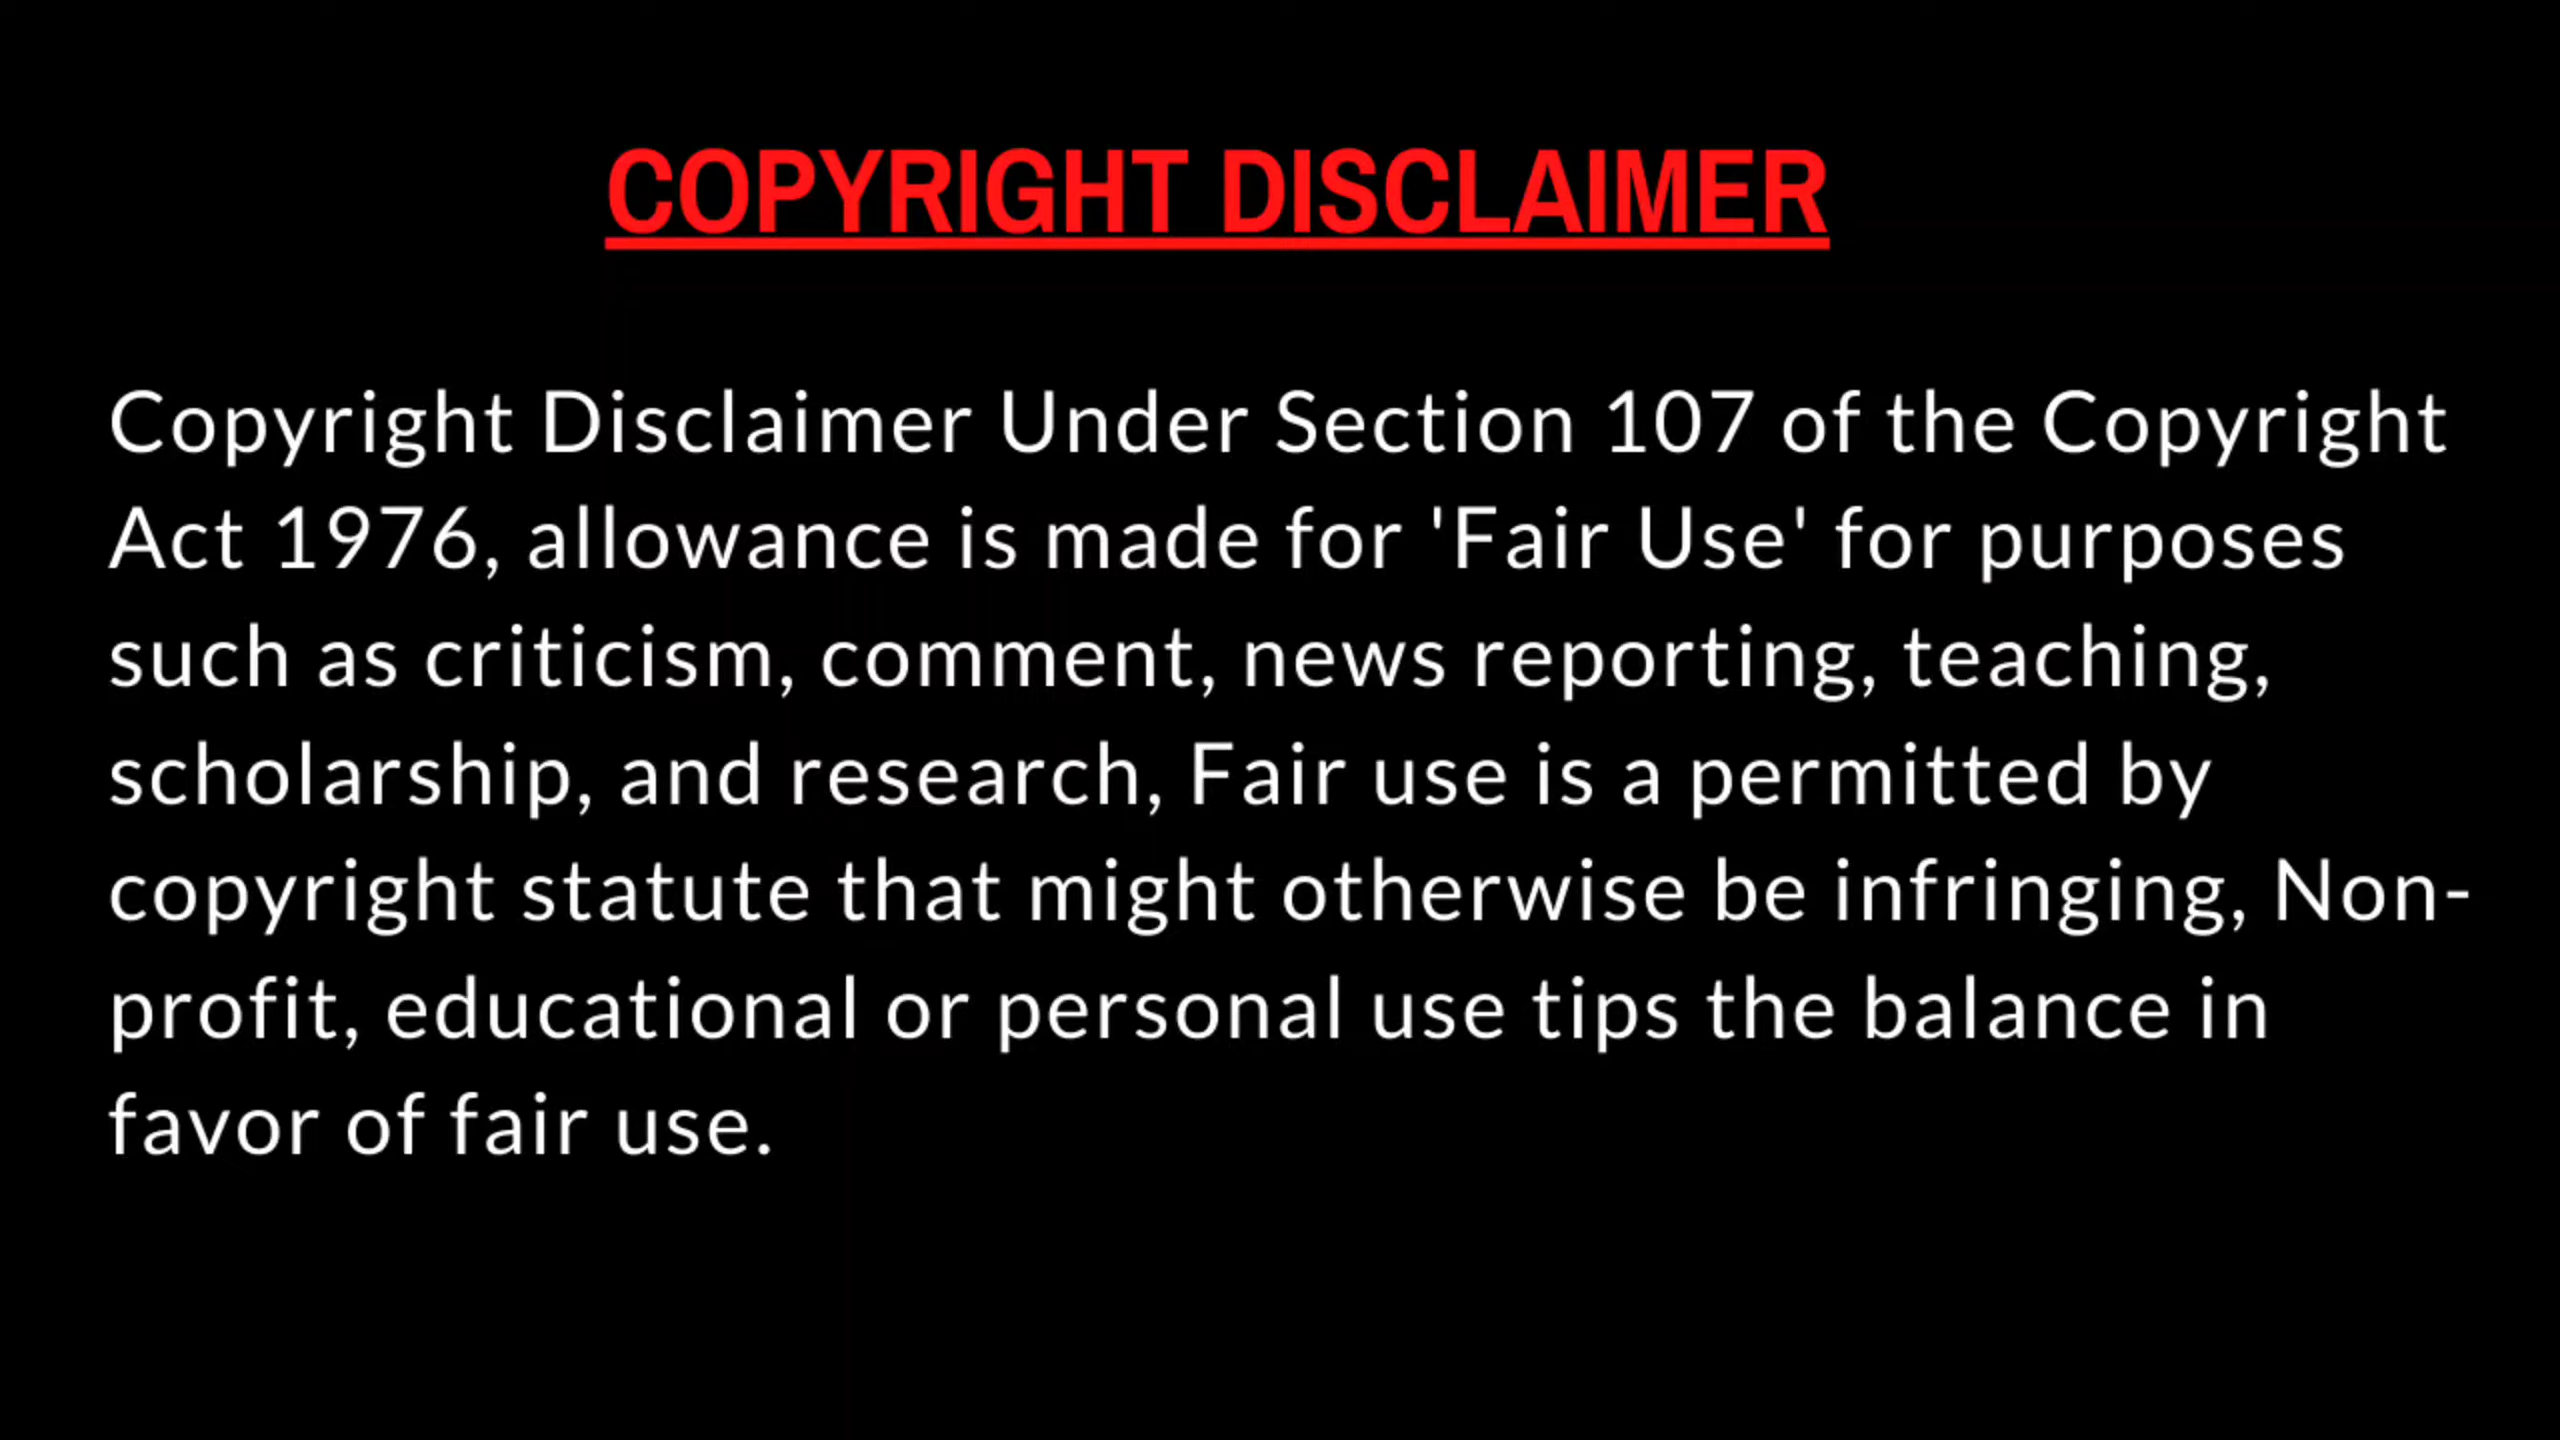 COPYRIGHT DISCLAIMER
Copyright Disclaimer Under Section 107 of the Copyright
Act 1976, allowance is made for 'Fair Use' for purposes
such as criticism, comment, news reporting, teaching,
scholarship, and research, Fair use is a permitted by
copyright statute that might otherwise be infringing, Non-
profit, educational or personal use tips the balance in
favor of fair use.